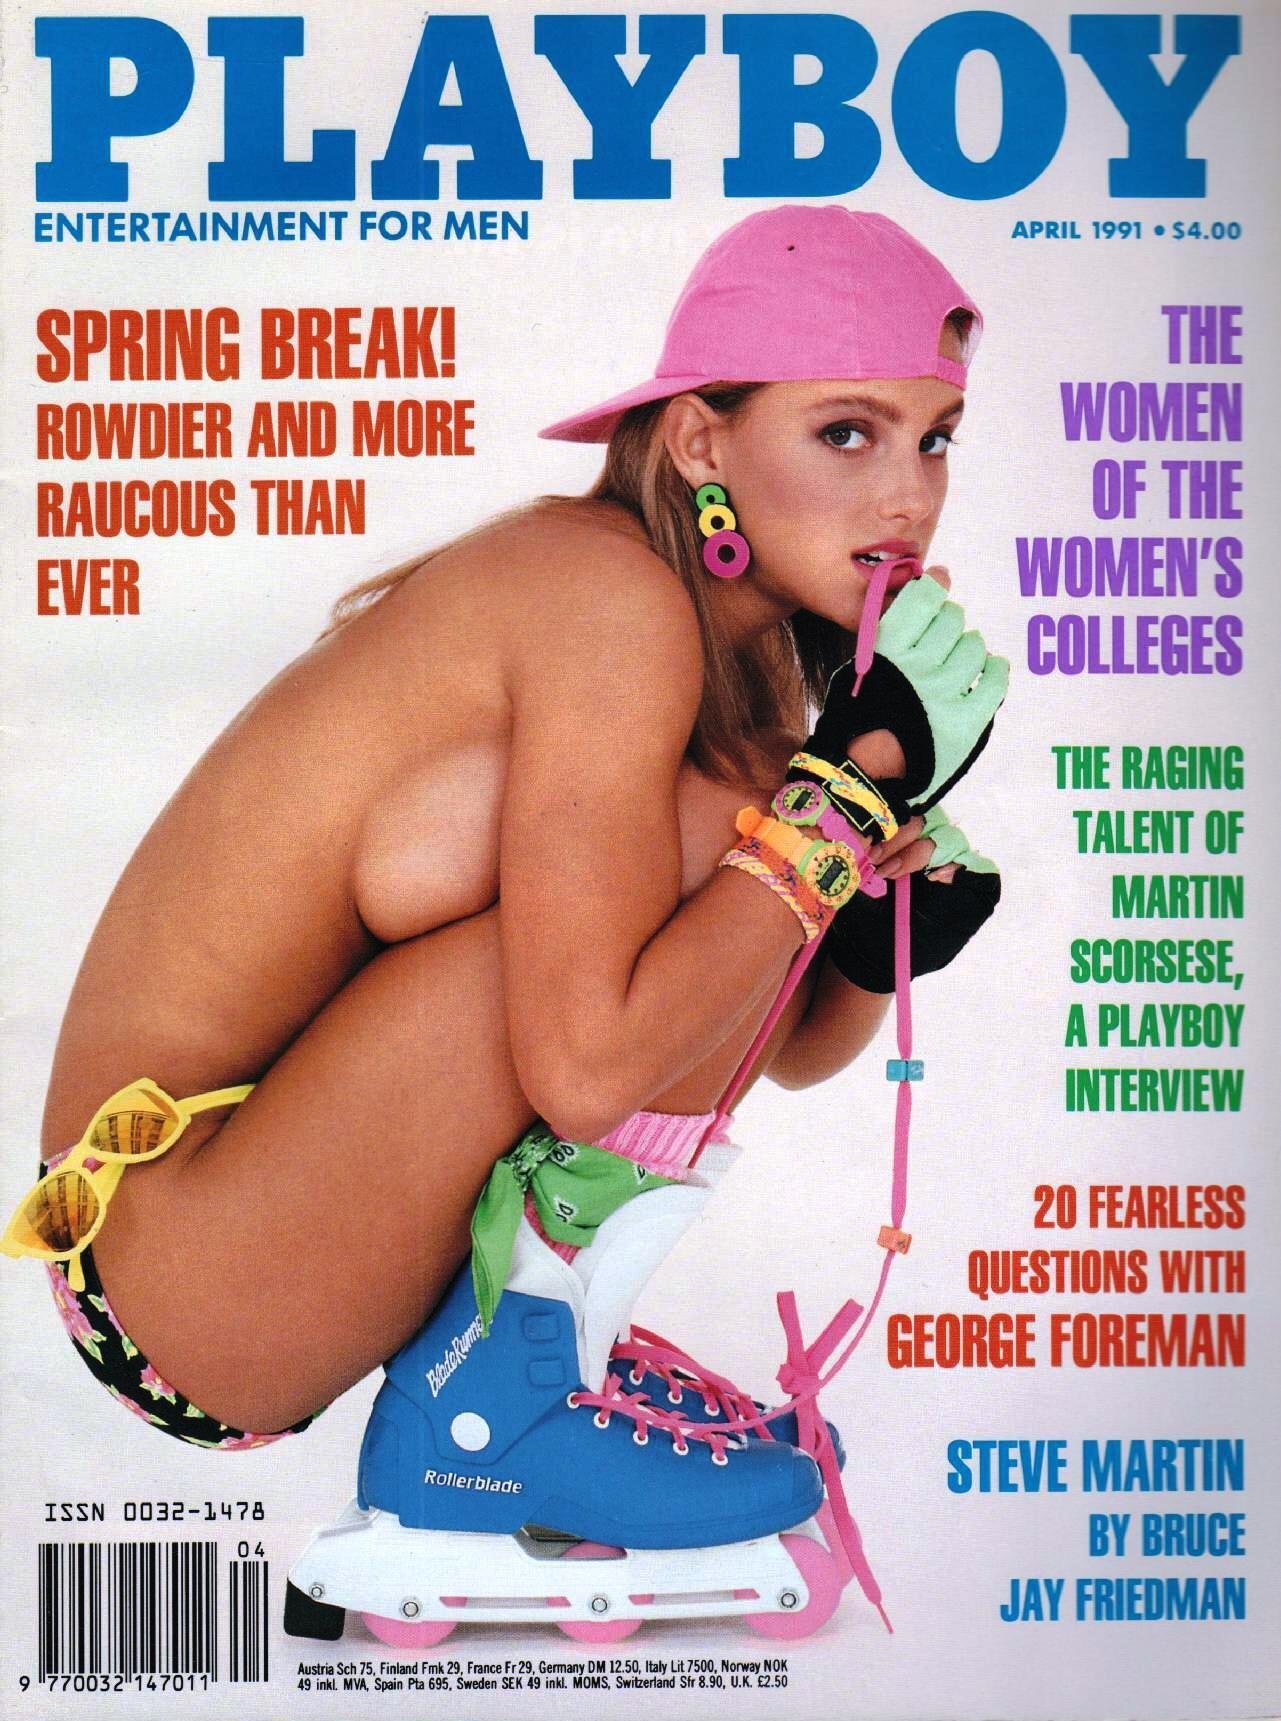 PLAYBOY
ENTERTAINMENT FOR MEN
APRIL 1991 • $4.00
SPRING BREAK!
ROWDIER AND MORE
RAUCOUS THAN
EVER
THE
WOMEN
OF THE
WOMEN'S
COLLEGES
THE RAGING
TALENT OF
MARTIN
SCORSESE,
A PLAYBOY
INTERVIEW
20 FEARLESS
QUESTIONS WITH
GEORGE FOREMAN
STEVE MARTIN
BY BRUCE
JAY FRIEDMAN
BladeRunner
Rollerblade
ISSN 0032-1478
04
9 770032 147011
Austria Sch 75, Finland Fmk 29, France Fr 29, Germany DM 12.50, Italy Lit 7500, Norway NOK
49 inkl. MVA, Spain Pta 695, Sweden SEK 49 inkl. MOMS, Switzerland Sfr 8.90, U.K. £2.50